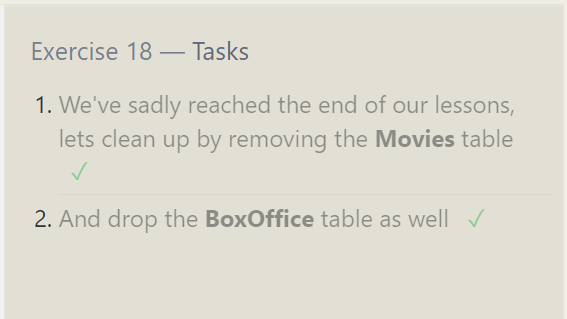 Exercise 18 — Tasks
1. We've sadly reached the end of our lessons,
lets clean up by removing the Movies table
✓
2. And drop the BoxOffice table as well ✓